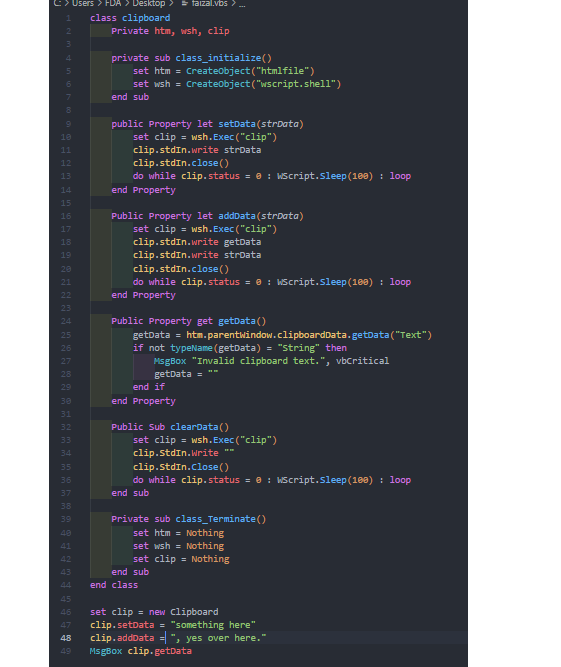 C: > Users > FDA > Desktop > faizal.vbs > ...
1 class clipboard
2 Private htm, wsh, clip
3
4 private sub class_initialize()
5 set htm = CreateObject("htmlfile")
6 set wsh = CreateObject("wscript.shell")
7 end sub
8
9 public Property let setData(strData)
10 set clip = wsh.Exec("clip")
11 clip.stdIn.write strData
12 clip.stdIn.close()
13 do while clip.status = 0 : WScript.Sleep(100) : loop
14 end Property
15
16 Public Property let addData(strData)
17 set clip = wsh.Exec("clip")
18 clip.stdIn.write getData
19 clip.stdIn.write strData
20 clip.stdIn.close()
21 do while clip.status = 0 : WScript.Sleep(100) : loop
22 end Property
23
24 Public Property get getData()
25 getData = htm.parentWindow.clipboardData.getData("Text")
26 if not typeName(getData) = "String" then
27 MsgBox "Invalid clipboard text.", vbCritical
28 getData = ""
29 end if
30 end Property
31
32 Public Sub clearData()
33 set clip = wsh.Exec("clip")
34 clip.StdIn.Write ""
35 clip.StdIn.Close()
36 do while clip.status = 0 : WScript.Sleep(100) : loop
37 end sub
38
39 Private sub class_Terminate()
40 set htm = Nothing
41 set wsh = Nothing
42 set clip = Nothing
43 end sub
44 end class
45
46 set clip = new Clipboard
47 clip.setData = "something here"
48 clip.addData = ", yes over here."
49 MsgBox clip.getData